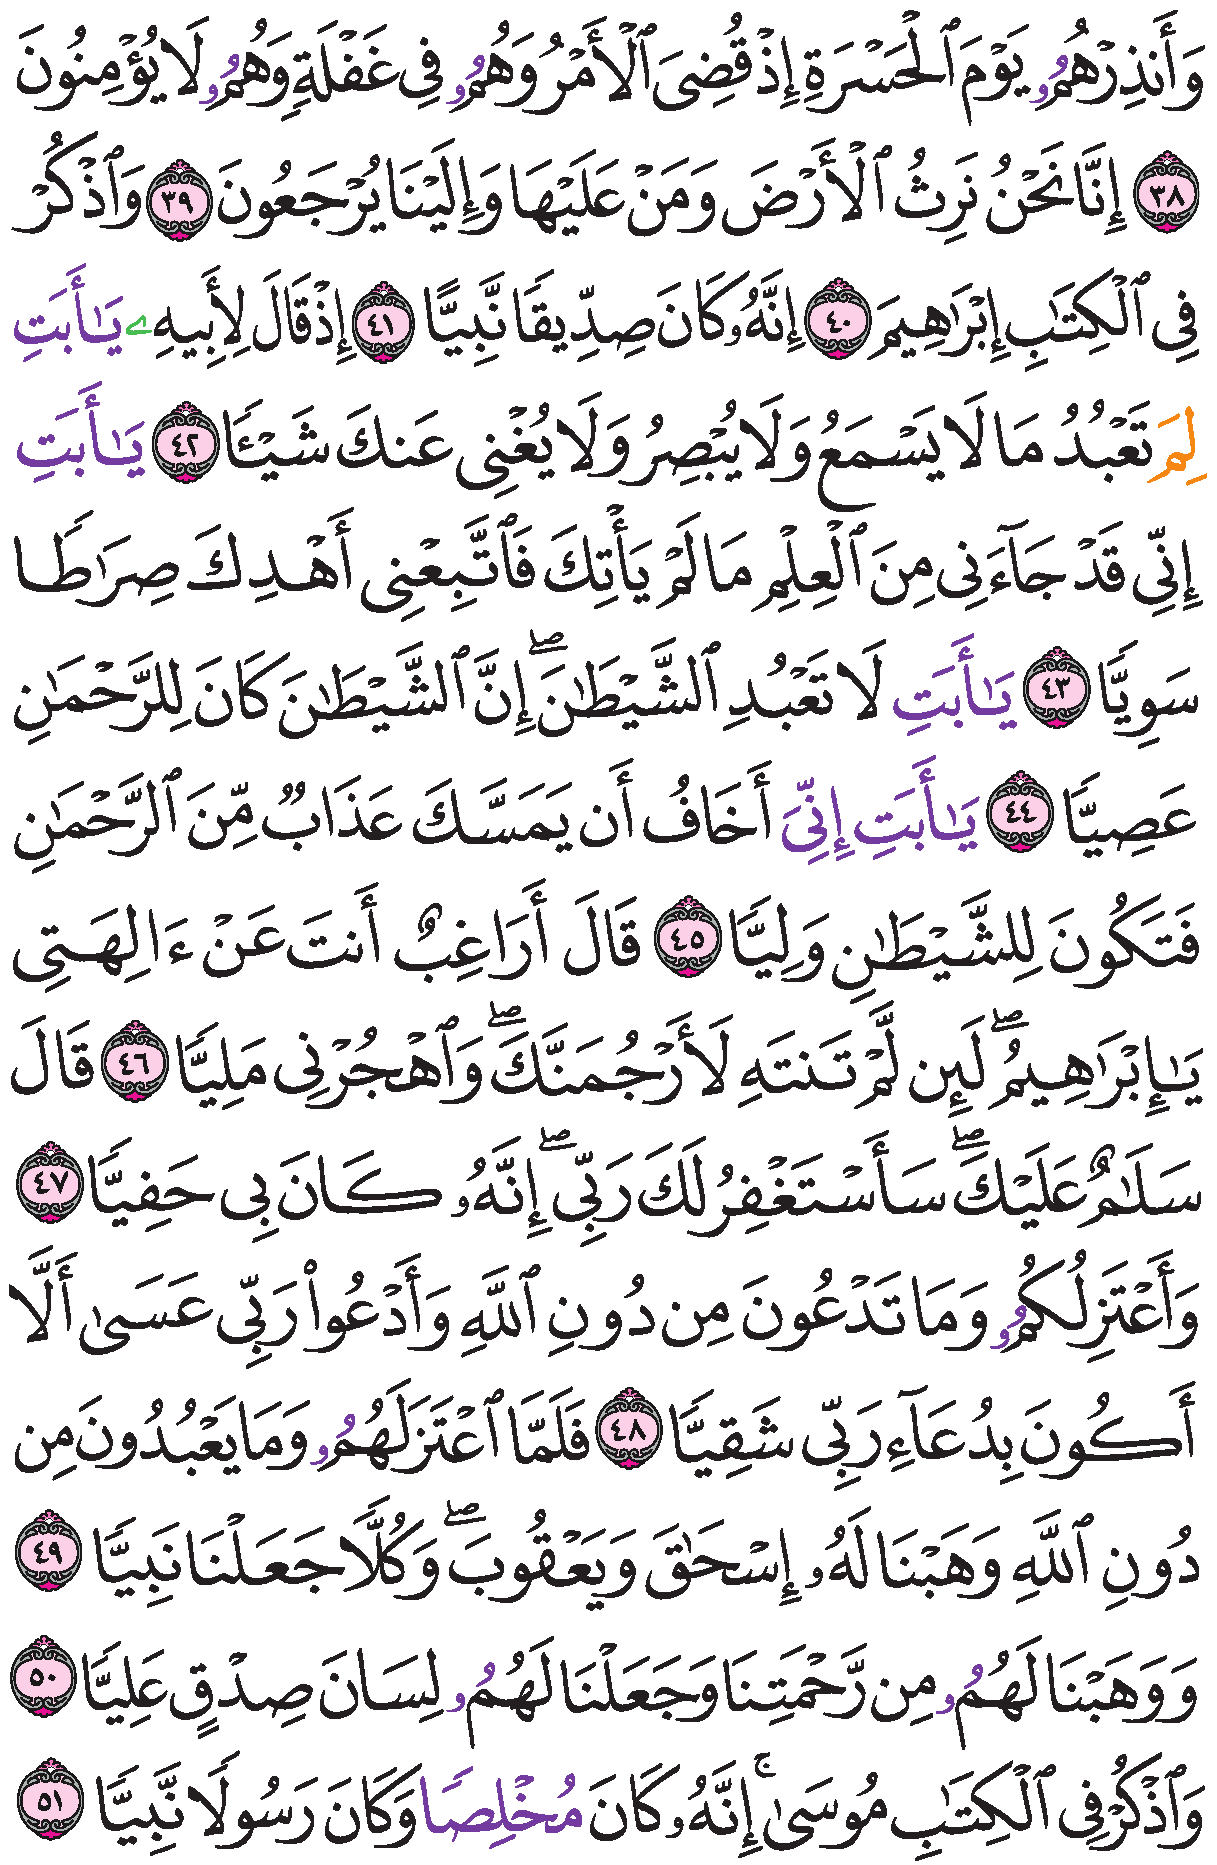 وَأَنذِرْهُمُۥ يَوْمَ ٱلْحَسْرَةِ إِذْ قُضِيَ ٱلْأَمْرُ وَهُمُۥ فِي غَفْلَةٍ وَهُمُۥ لَا يُؤْمِنُونَ
٣٨ إِنَّا نَحْنُ نَرِثُ ٱلْأَرْضَ وَمَنْ عَلَيْهَا وَإِلَيْنَا يُرْجَعُونَ ٣٩ وَٱذْكُرْ
فِي ٱلْكِتَٰبِ إِبْرَٰهِيمَ ٤٠ إِنَّهُۥ كَانَ صِدِّيقًا نَّبِيًّا ٤١ إِذْ قَالَ لِأَبِيهِۦ يَٰٓأَبَتِ
لِمَ تَعْبُدُ مَا لَا يَسْمَعُ وَلَا يُبْصِرُ وَلَا يُغْنِي عَنكَ شَيْـًٔا ٤٢ يَٰٓأَبَتِ
إِنِّي قَدْ جَآءَنِي مِنَ ٱلْعِلْمِ مَا لَمْ يَأْتِكَ فَٱتَّبِعْنِي أَهْدِكَ صِرَٰطًا
سَوِيًّا ٤٣ يَٰٓأَبَتِ لَا تَعْبُدِ ٱلشَّيْطَٰنَۖ إِنَّ ٱلشَّيْطَٰنَ كَانَ لِلرَّحْمَٰنِ
عَصِيًّا ٤٤ يَٰٓأَبَتِ إِنِّيَ أَخَافُ أَن يَمَسَّكَ عَذَابٌ مِّنَ ٱلرَّحْمَٰنِ
فَتَكُونَ لِلشَّيْطَٰنِ وَلِيًّا ٤٥ قَالَ أَرَاغِبٌ أَنتَ عَنْ ءَالِهَتِي
يَٰٓإِبْرَٰهِيمُۖ لَئِن لَّمْ تَنتَهِ لَأَرْجُمَنَّكَۖ وَٱهْجُرْنِي مَلِيًّا ٤٦ قَالَ
سَلَٰمٌ عَلَيْكَۖ سَأَسْتَغْفِرُ لَكَ رَبِّيۖ إِنَّهُۥ كَانَ بِي حَفِيًّا ٤٧
وَأَعْتَزِلُكُمُۥ وَمَا تَدْعُونَ مِن دُونِ ٱللَّهِ وَأَدْعُواْ رَبِّي عَسَىٰ أَلَّا
أَكُونَ بِدُعَآءِ رَبِّي شَقِيًّا ٤٨ فَلَمَّا ٱعْتَزَلَهُمُۥ وَمَا يَعْبُدُونَ مِن
دُونِ ٱللَّهِ وَهَبْنَا لَهُۥ إِسْحَٰقَ وَيَعْقُوبَۖ وَكُلًّا جَعَلْنَا نَبِيًّا ٤٩
وَوَهَبْنَا لَهُمُۥ مِن رَّحْمَتِنَا وَجَعَلْنَا لَهُمُۥ لِسَانَ صِدْقٍ عَلِيًّا ٥٠
وَٱذْكُرْ فِي ٱلْكِتَٰبِ مُوسَىٰٓۚ إِنَّهُۥ كَانَ مُخْلِصًا وَكَانَ رَسُولًا نَّبِيًّا ٥١